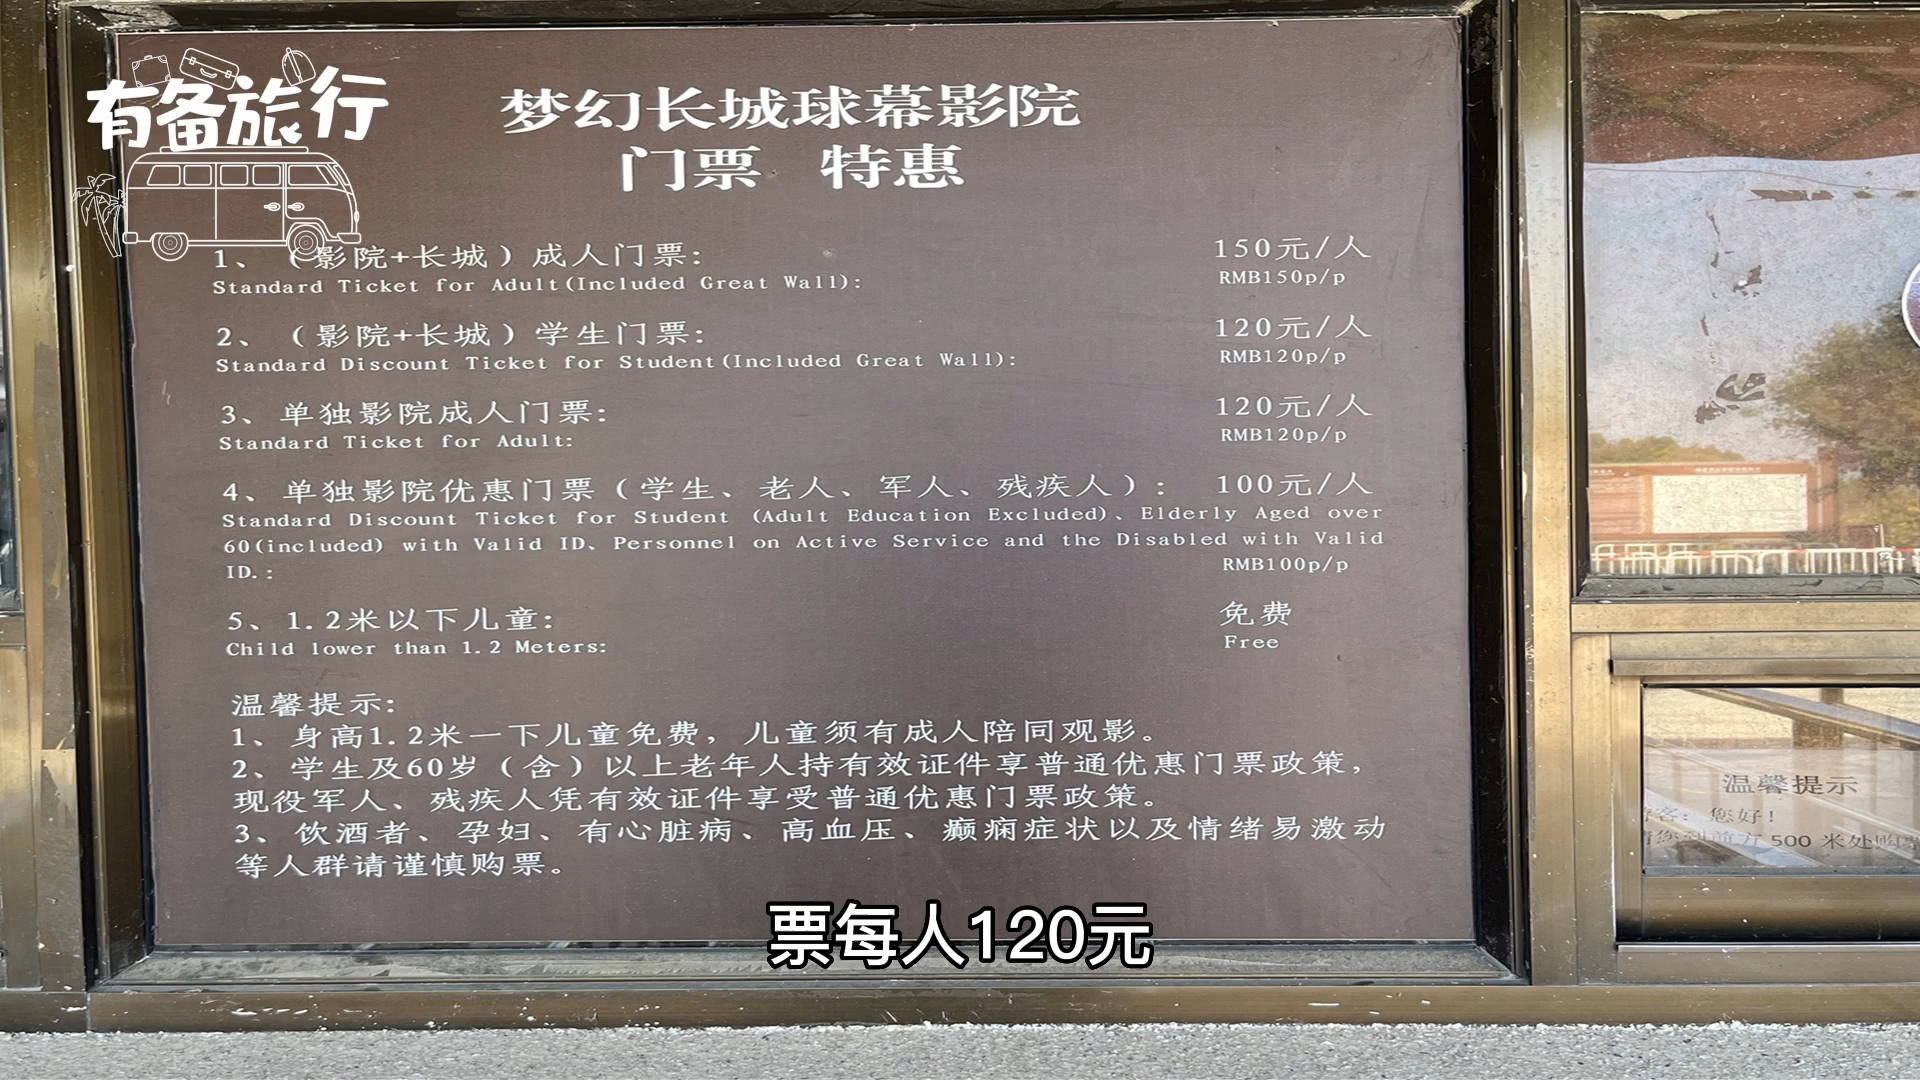 有备旅行
梦幻长城球幕影院
门票 特惠
1、（影院+长城）成人门票: 150元/人
Standard Ticket for Adult(Included Great Wall): RMB150p/p
2、（影院+长城）学生门票: 120元/人
Standard Discount Ticket for Student(Included Great Wall): RMB120p/p
3、单独影院成人门票: 120元/人
Standard Ticket for Adult: RMB120p/p
4、单独影院优惠门票（学生、老人、军人、残疾人）: 100元/人
Standard Discount Ticket for Student (Adult Education Excluded)、Elderly Aged over
60(included) with Valid ID、Personnel on Active Service and the Disabled with Valid
ID.: RMB100p/p
5、1.2米以下儿童: 免费
Child lower than 1.2 Meters: Free
温馨提示:
1、身高1.2米一下儿童免费，儿童须有成人陪同观影。
2、学生及60岁（含）以上老年人持有效证件享普通优惠门票政策，
现役军人、残疾人凭有效证件享受普通优惠门票政策。
3、饮酒者、孕妇、有心脏病、高血压、癫痫症状以及情绪易激动
等人群请谨慎购票。
温馨提示
客: 您好!
请您到前方500米处购票
票每人120元